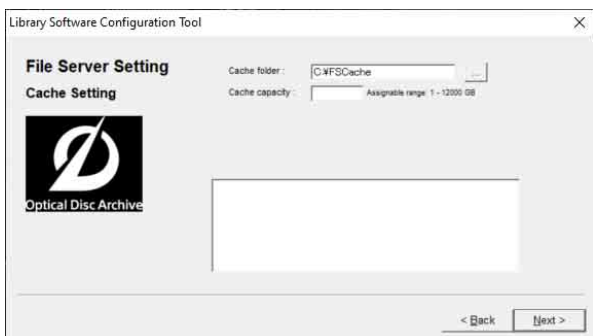 Library Software Configuration Tool
File Server Setting
Cache Setting
Cache folder :
C:¥FSCache
...
Cache capacity :
Assignable range: 1 - 12000 GB
Optical Disc Archive
< Back
Next >